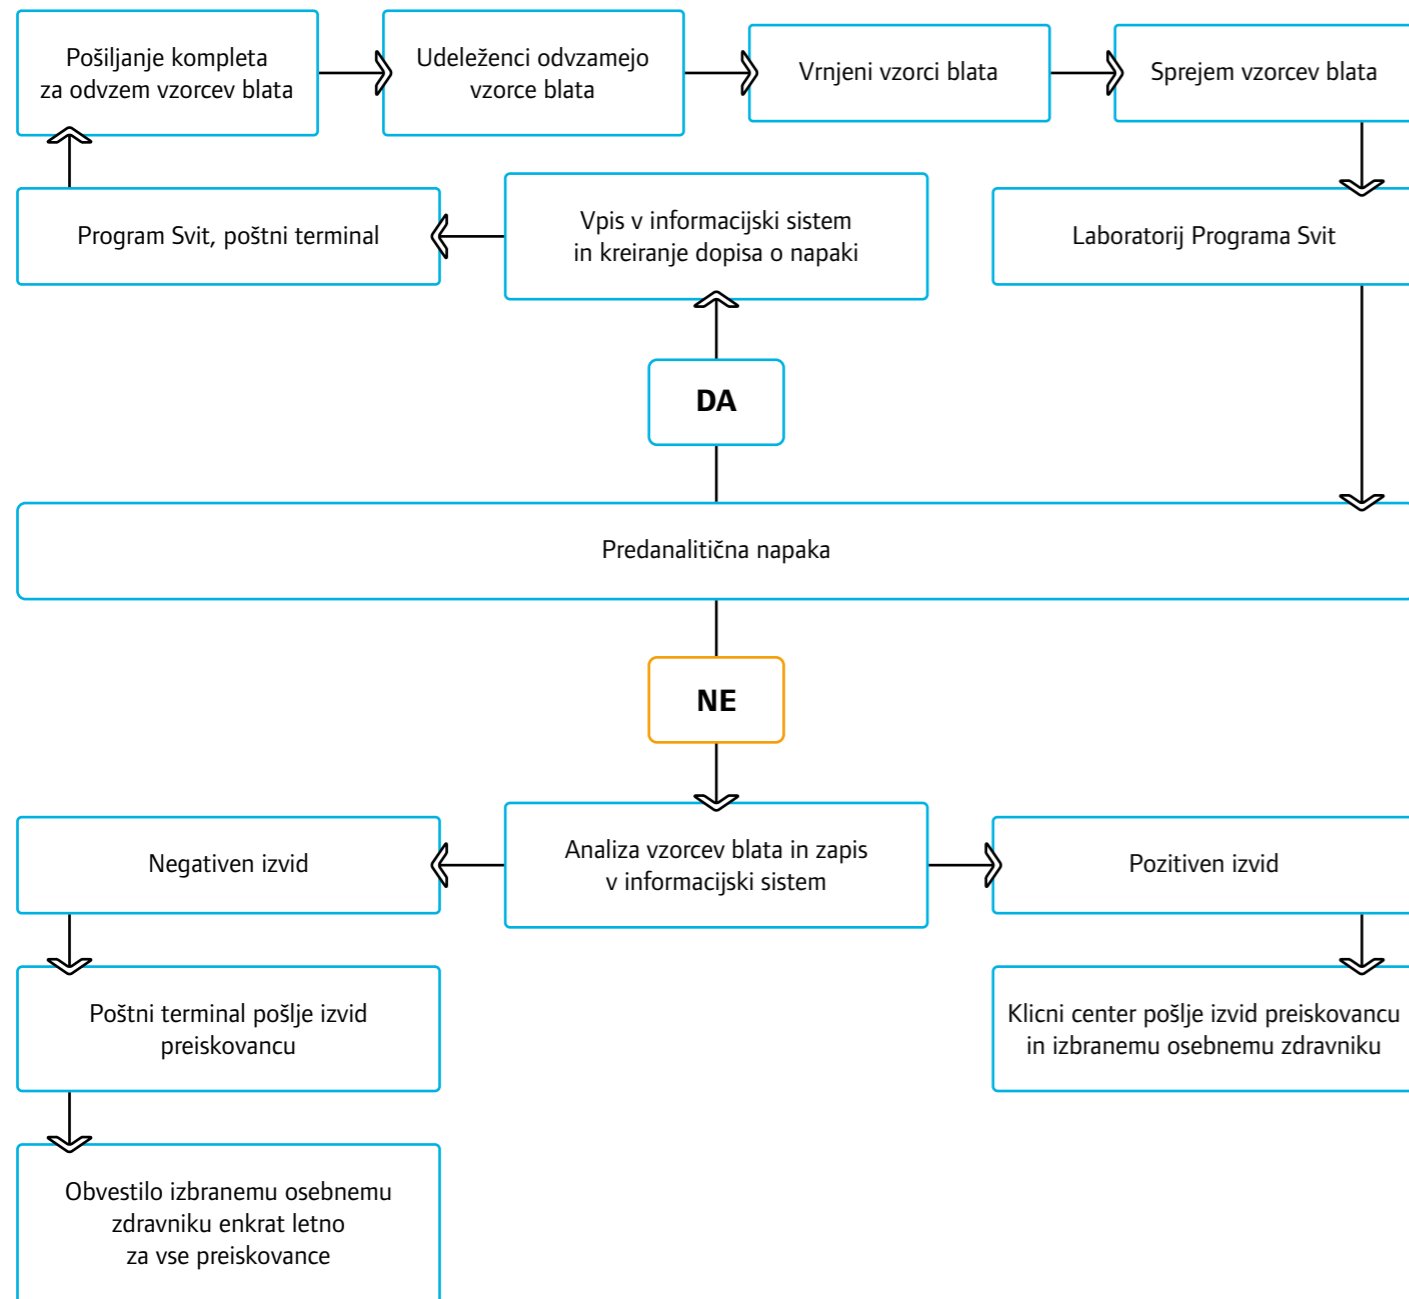 Pošiljanje kompleta
za odvzem vzorcev blata
Udeleženci odvzamejo
vzorce blata
Vrnjeni vzorci blata
Sprejem vzorcev blata
Program Svit, poštni terminal
Vpis v informacijski sistem
in kreiranje dopisa o napaki
Laboratorij Programa Svit
DA
Predanalitična napaka
NE
Negativen izvid
Analiza vzorcev blata in zapis
v informacijski sistem
Pozitiven izvid
Poštni terminal pošlje izvid
preiskovancu
Klicni center pošlje izvid preiskovancu
in izbranemu osebnemu zdravniku
Obvestilo izbranemu osebnemu
zdravniku enkrat letno
za vse preiskovance